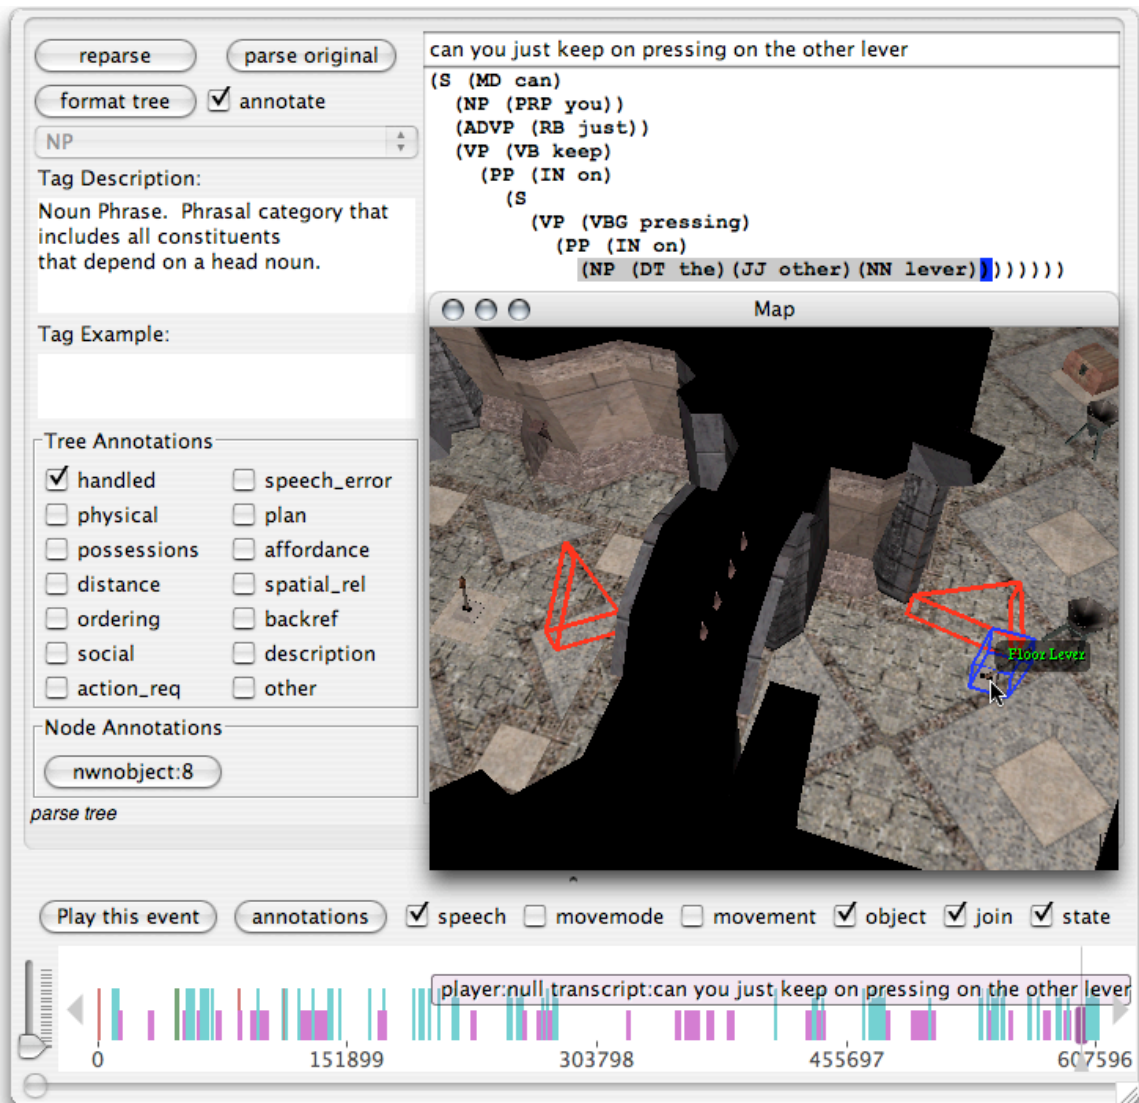 reparse
parse original
format tree
annotate
NP
Tag Description:
Noun Phrase.  Phrasal category that
includes all constituents
that depend on a head noun.
Tag Example:
Tree Annotations
handled
speech_error
physical
plan
possessions
affordance
distance
spatial_rel
ordering
backref
social
description
action_req
other
Node Annotations
nwnobject:8
parse tree
can you just keep on pressing on the other lever
(S (MD can)
(NP (PRP you))
(ADVP (RB just))
(VP (VB keep)
(PP (IN on)
(S
(VP (VBG pressing)
(PP (IN on)
(NP (DT the) (JJ other) (NN lever))))))))
Map
Floor Lever
Play this event
annotations
speech
movemode
movement
object
join
state
player:null transcript:can you just keep on pressing on the other lever
0
151899
303798
455697
607596